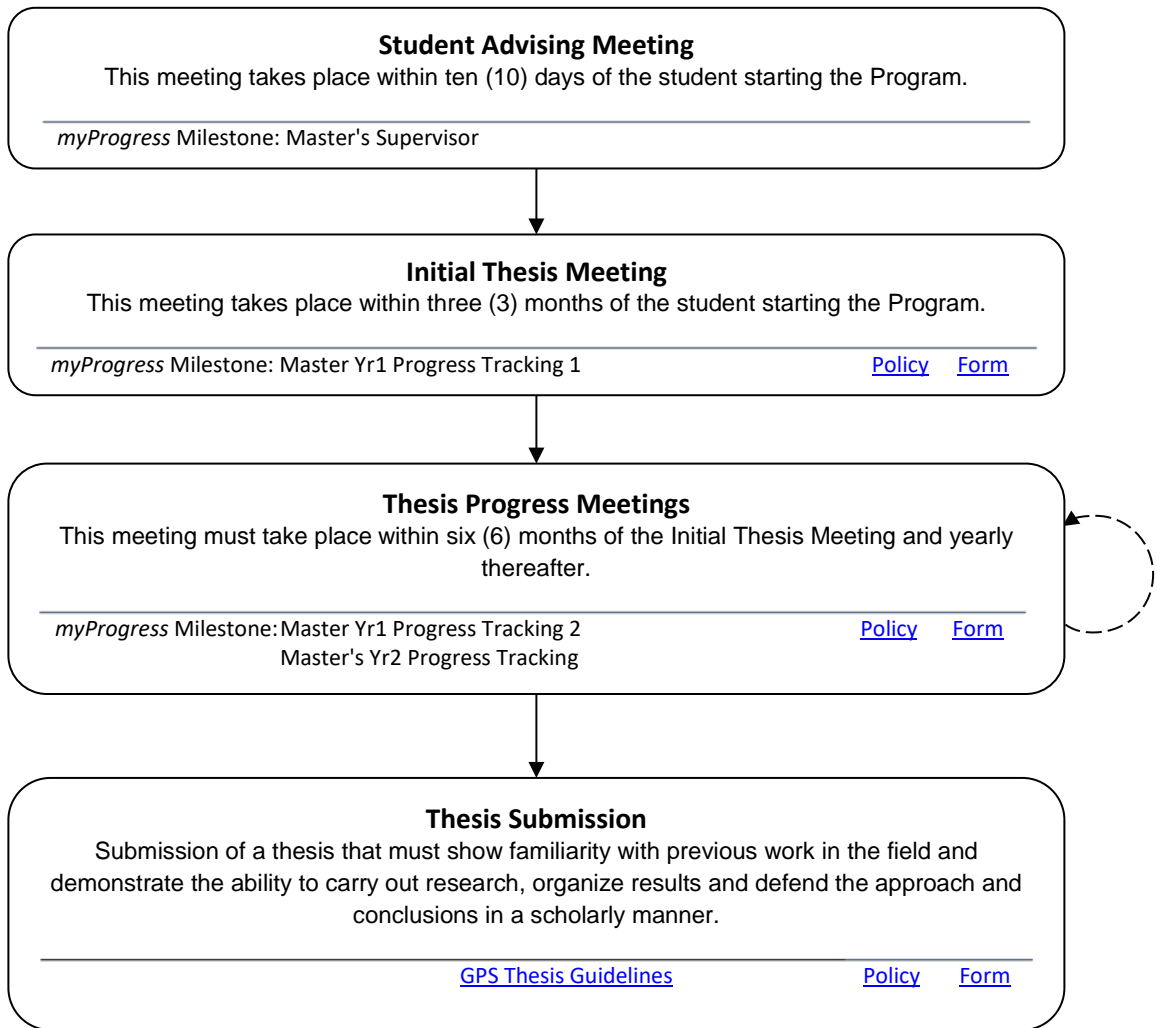 Student Advising Meeting
This meeting takes place within ten (10) days of the student starting the Program.
myProgress Milestone: Master's Supervisor
Initial Thesis Meeting
This meeting takes place within three (3) months of the student starting the Program.
myProgress Milestone: Master Yr1 Progress Tracking 1 Policy Form
Thesis Progress Meetings
This meeting must take place within six (6) months of the Initial Thesis Meeting and yearly
thereafter.
myProgress Milestone: Master Yr1 Progress Tracking 2 Policy Form
Master's Yr2 Progress Tracking
Thesis Submission
Submission of a thesis that must show familiarity with previous work in the field and
demonstrate the ability to carry out research, organize results and defend the approach and
conclusions in a scholarly manner.
GPS Thesis Guidelines Policy Form